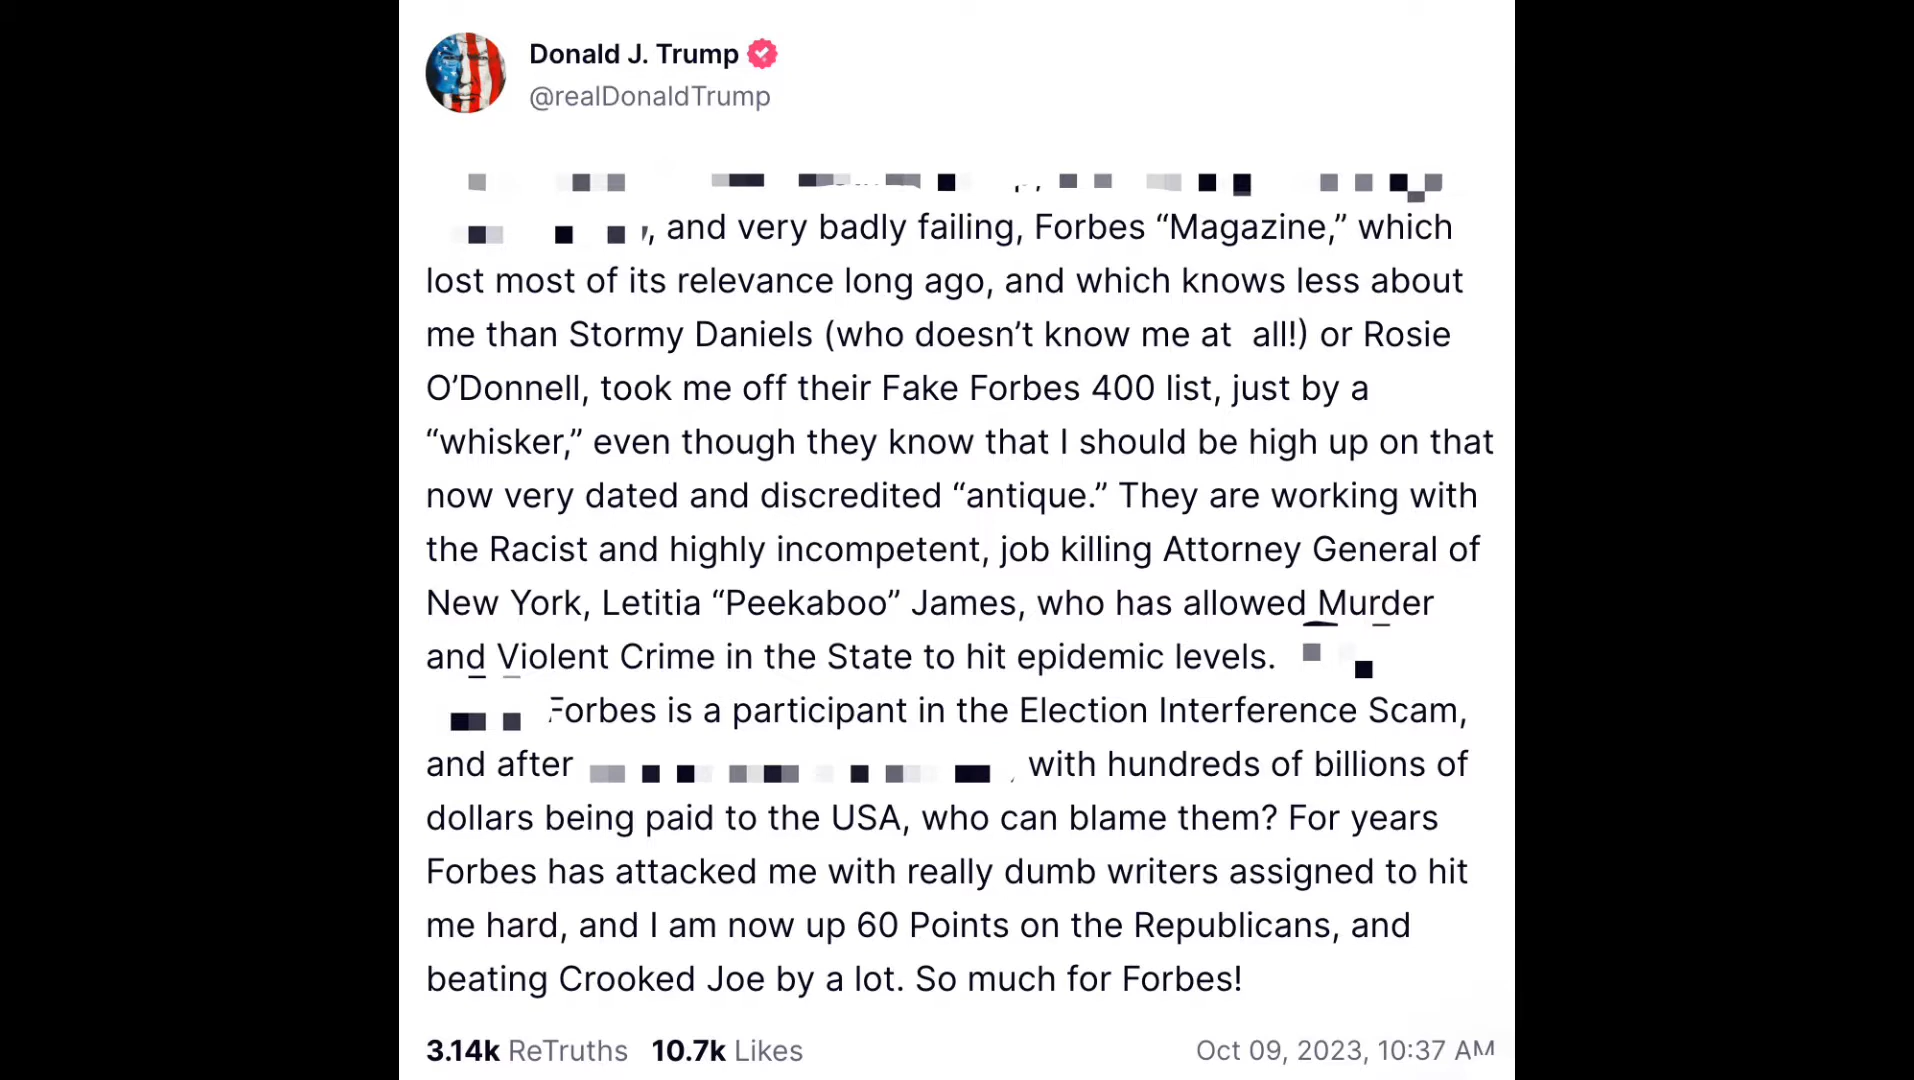 Donald J. Trump
@realDonaldTrump
, and very badly failing, Forbes “Magazine,” which
lost most of its relevance long ago, and which knows less about
me than Stormy Daniels (who doesn’t know me at  all!) or Rosie
O’Donnell, took me off their Fake Forbes 400 list, just by a
“whisker,” even though they know that I should be high up on that
now very dated and discredited “antique.” They are working with
the Racist and highly incompetent, job killing Attorney General of
New York, Letitia “Peekaboo” James, who has allowed Murder
and Violent Crime in the State to hit epidemic levels.
Forbes is a participant in the Election Interference Scam,
and after , with hundreds of billions of
dollars being paid to the USA, who can blame them? For years
Forbes has attacked me with really dumb writers assigned to hit
me hard, and I am now up 60 Points on the Republicans, and
beating Crooked Joe by a lot. So much for Forbes!
3.14k ReTruths 10.7k Likes Oct 09, 2023, 10:37 AM